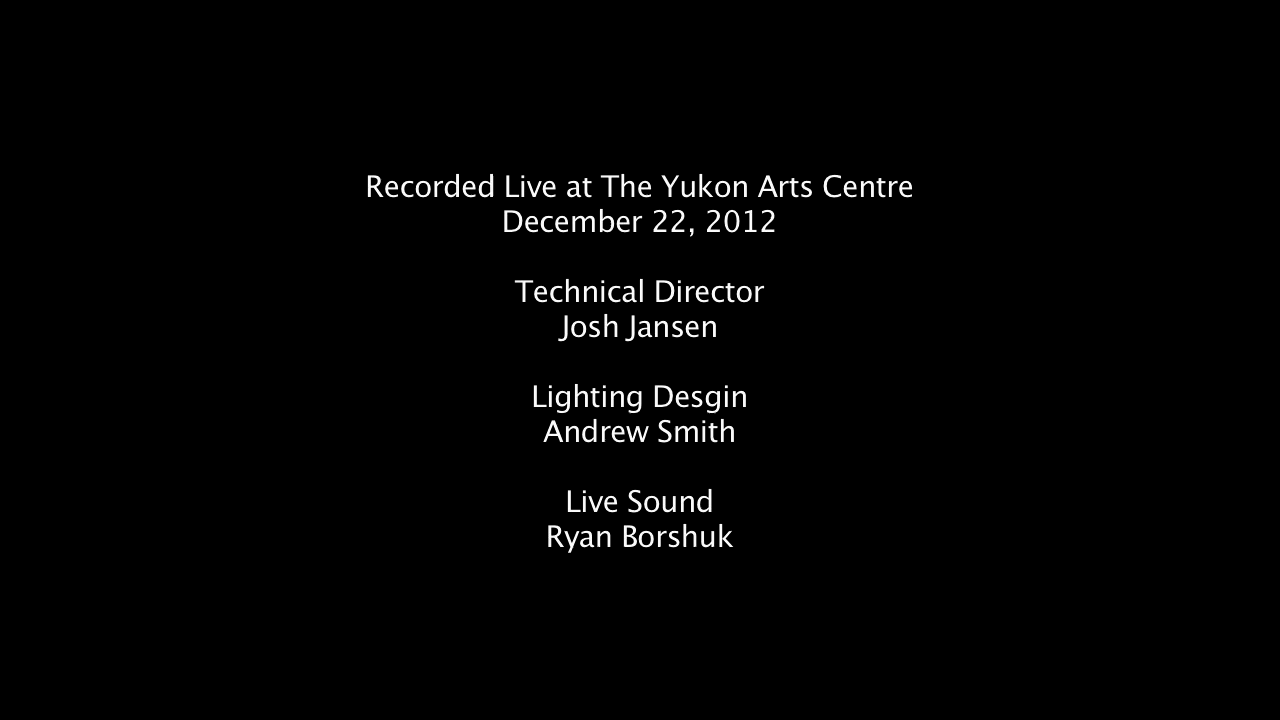 Recorded Live at The Yukon Arts Centre
December 22, 2012
Technical Director
Josh Jansen
Lighting Desgin
Andrew Smith
Live Sound
Ryan Borshuk